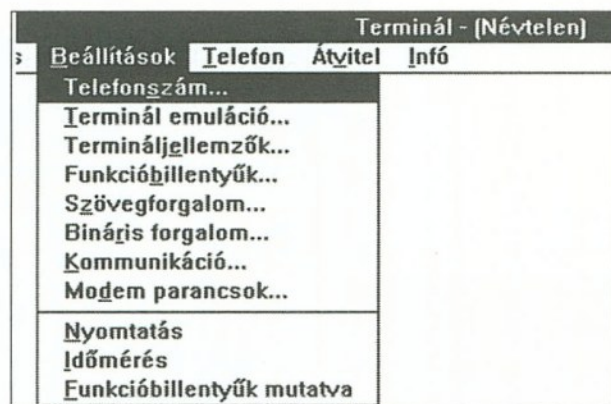 Terminál - (Névtelen)
s Beállítások Telefon Átvitel Infó
Telefonszám...
Terminál emuláció...
Termináljellemzők...
Funkcióbillentyűk...
Szövegforgalom...
Bináris forgalom...
Kommunikáció...
Modem parancsok...
Nyomtatás
Időmérés
Funkcióbillentyűk mutatva